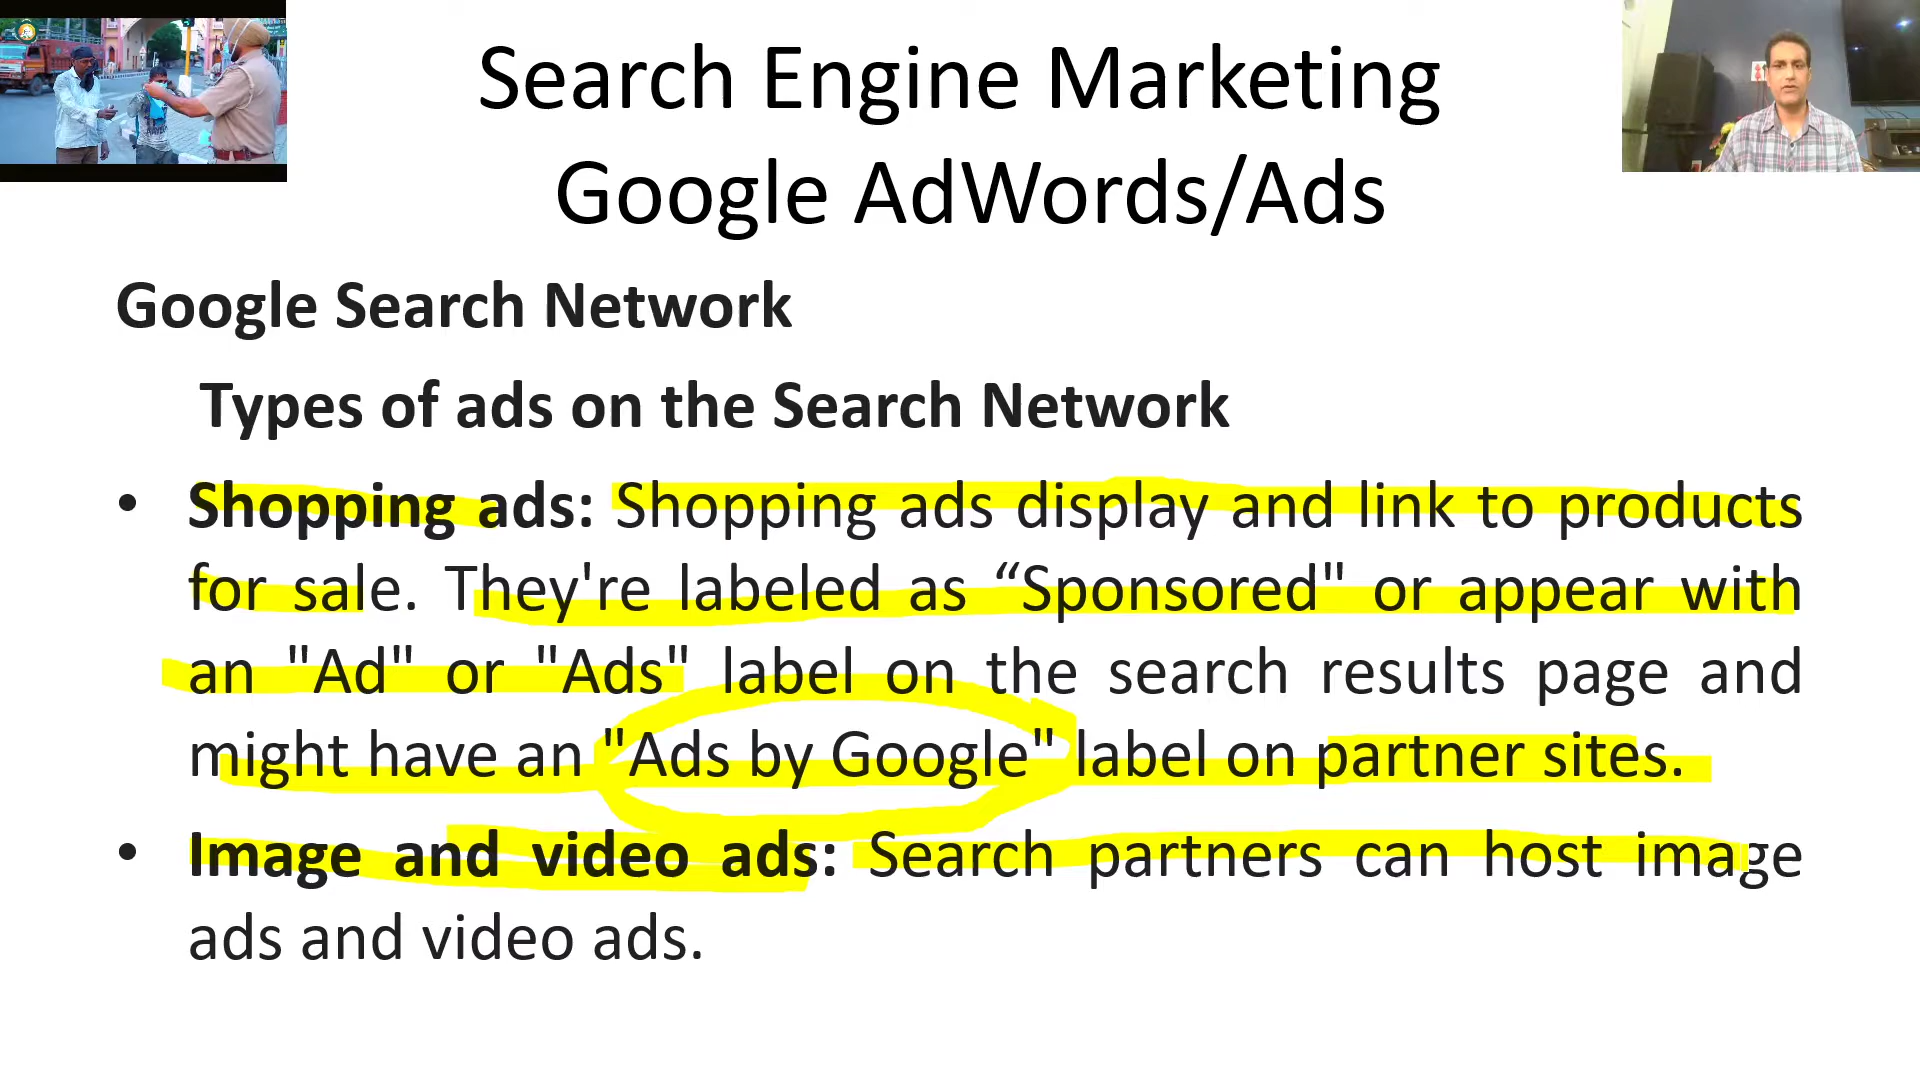 Search Engine Marketing
Google AdWords/Ads
Google Search Network
Types of ads on the Search Network
• Shopping ads: Shopping ads display and link to products
for sale. They're labeled as “Sponsored" or appear with
an "Ad" or "Ads" label on the search results page and
might have an "Ads by Google" label on partner sites.
• Image and video ads: Search partners can host image
ads and video ads.